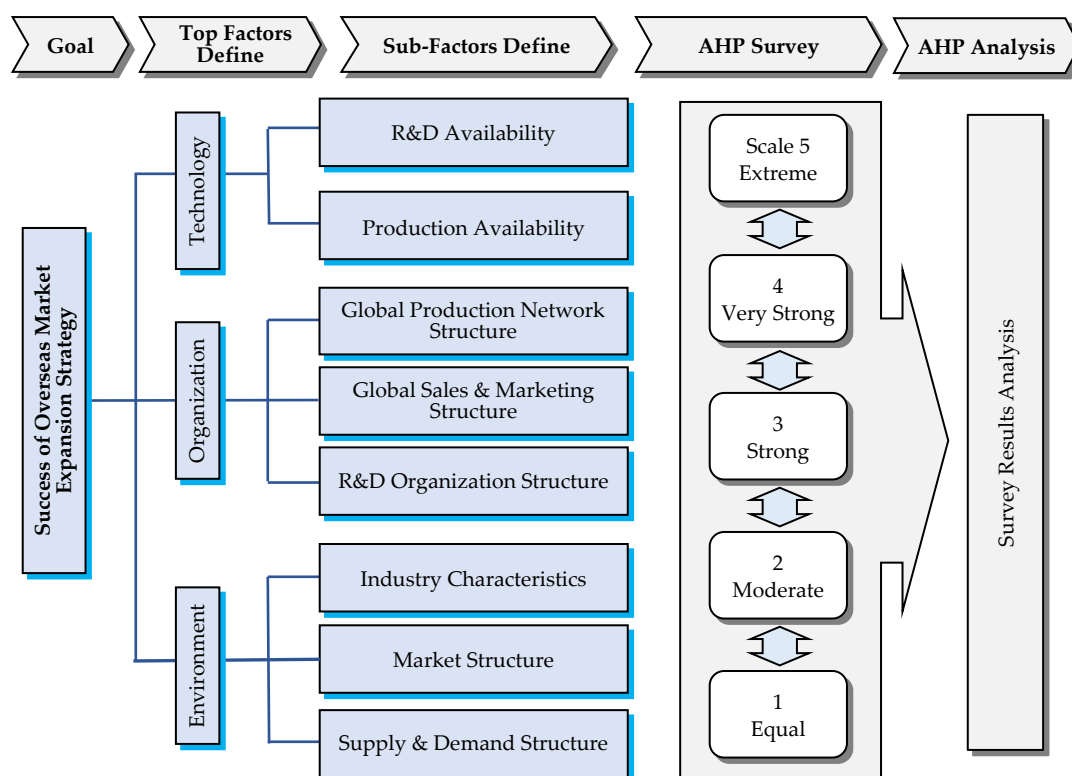 Goal
Top Factors
Define
Sub-Factors Define
AHP Survey
AHP Analysis
Success of Overseas Market
Expansion Strategy
Technology
R&D Availability
Production Availability
Organization
Global Production Network
Structure
Global Sales & Marketing
Structure
R&D Organization Structure
Environment
Industry Characteristics
Market Structure
Supply & Demand Structure
Scale 5
Extreme
4
Very Strong
3
Strong
2
Moderate
1
Equal
Survey Results Analysis